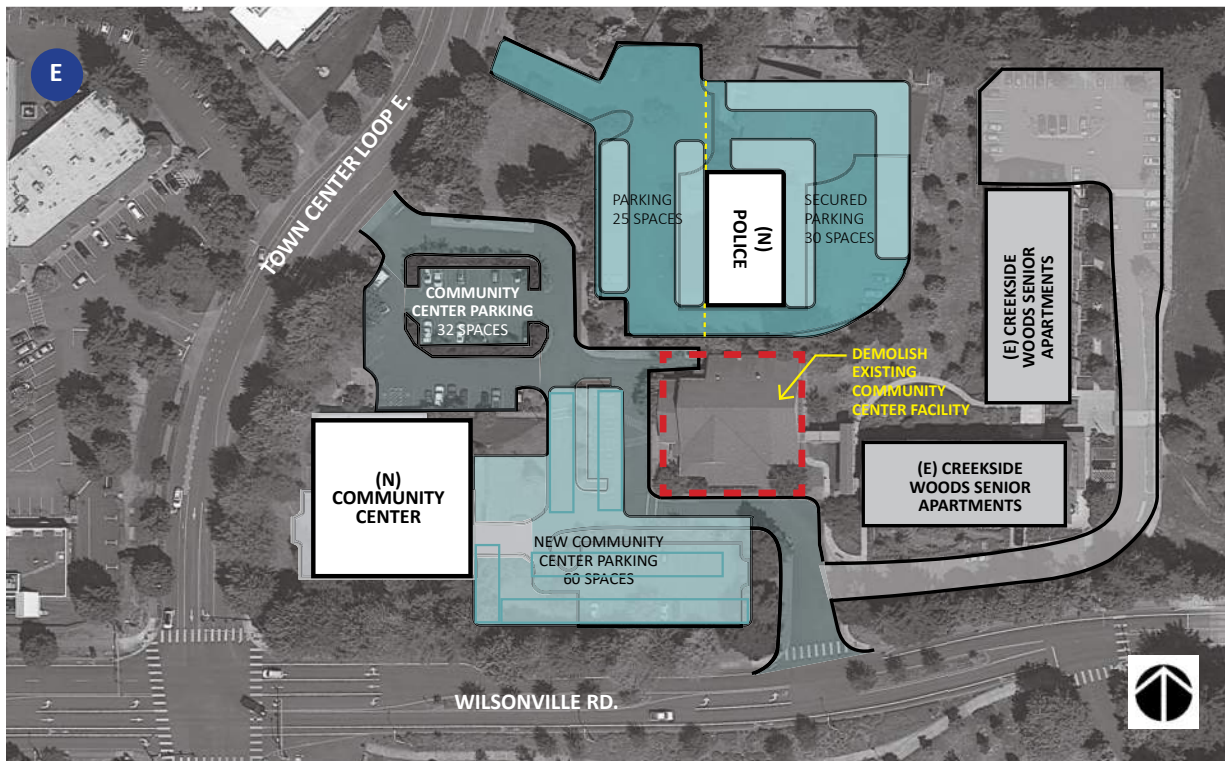 E
TOWN CENTER LOOP E.
PARKING
25 SPACES
(N)
POLICE
SECURED
PARKING
30 SPACES
COMMUNITY
CENTER PARKING
32 SPACES
DEMOLISH
EXISTING
COMMUNITY
CENTER FACILITY
(E) CREEKSIDE
WOODS SENIOR
APARTMENTS
(N)
COMMUNITY
CENTER
(E) CREEKSIDE
WOODS SENIOR
APARTMENTS
NEW COMMUNITY
CENTER PARKING
60 SPACES
WILSONVILLE RD.